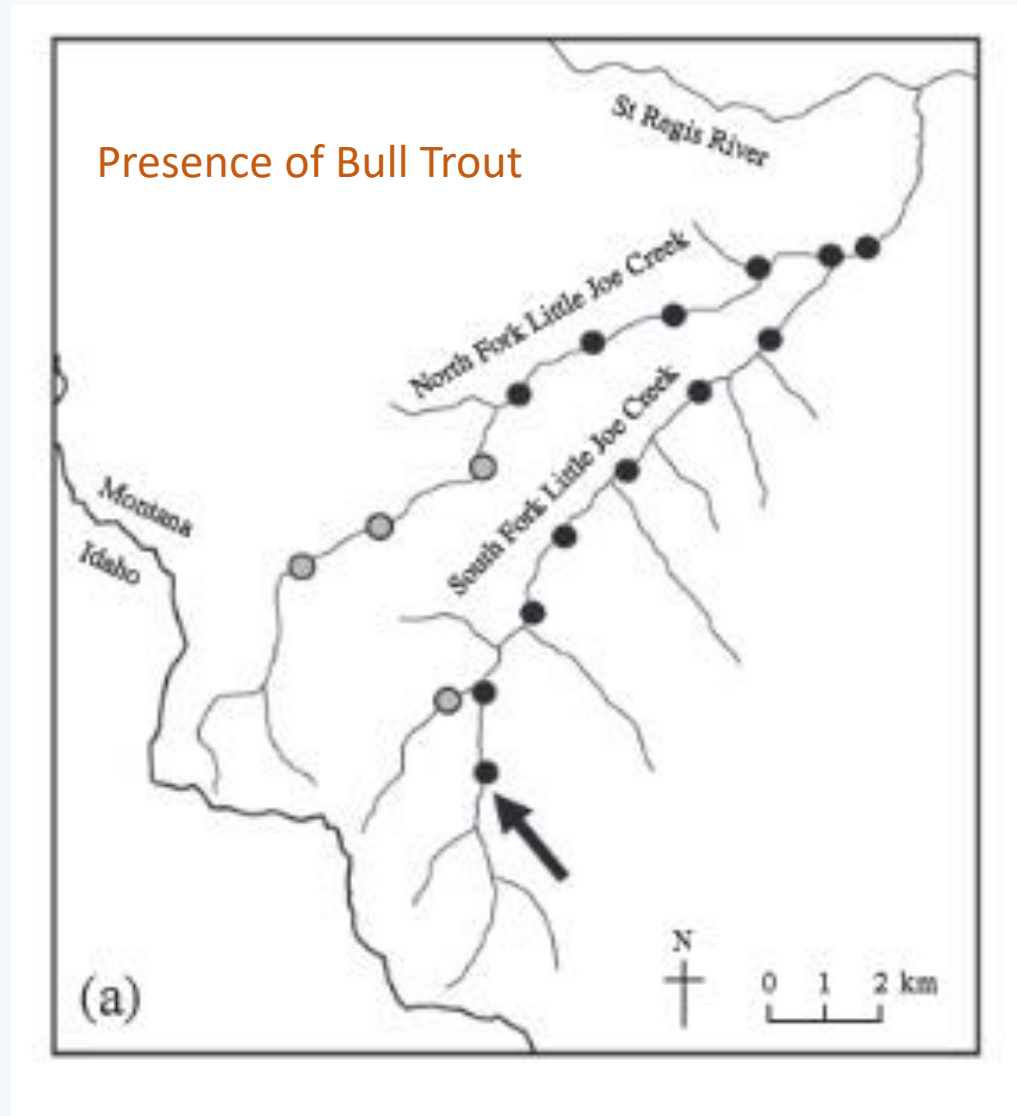 Presence of Bull Trout
St Regis River
North Fork Little Joe Creek
South Fork Little Joe Creek
Montana
Idaho
N
0 1 2 km
(a)